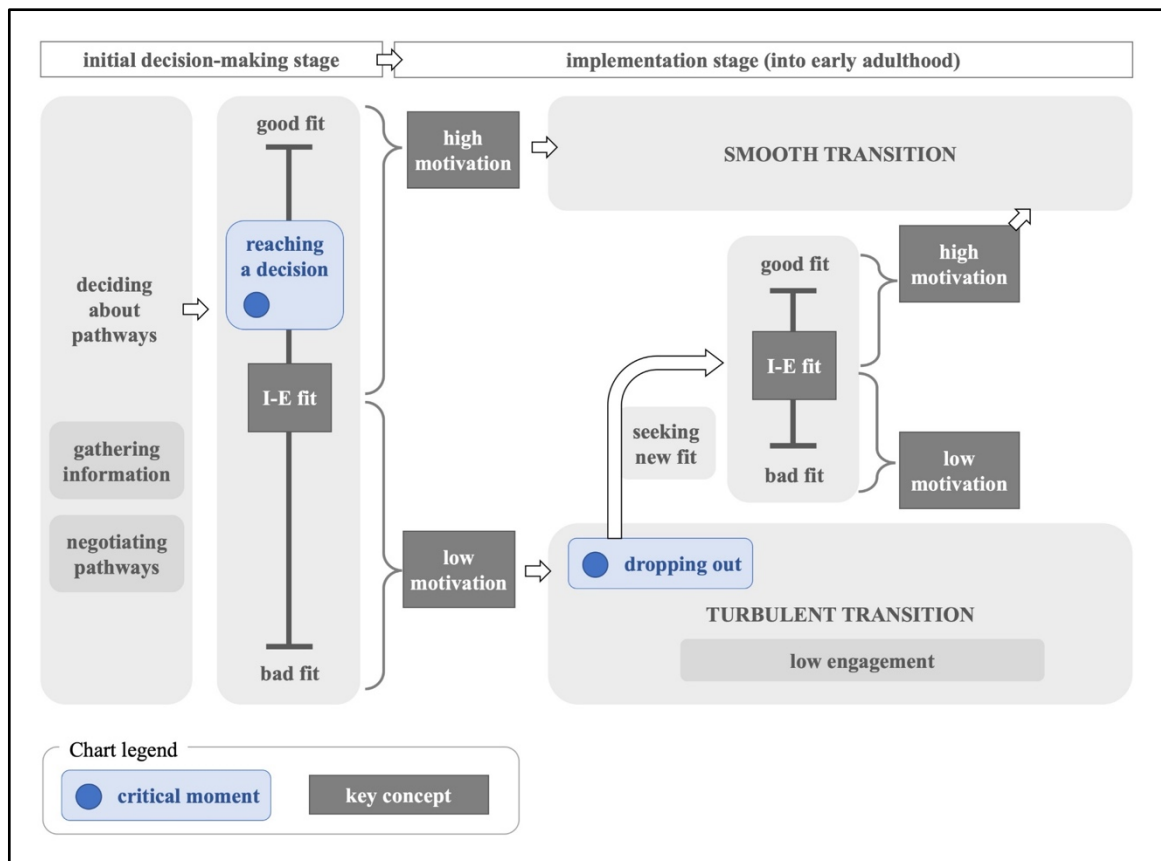 initial decision-making stage
implementation stage (into early adulthood)
deciding
about
pathways
gathering
information
negotiating
pathways
good fit
reaching
a decision
I-E fit
bad fit
high
motivation
low
motivation
SMOOTH TRANSITION
seeking
new fit
good fit
I-E fit
bad fit
high
motivation
low
motivation
dropping out
TURBULENT TRANSITION
low engagement
Chart legend
critical moment
key concept